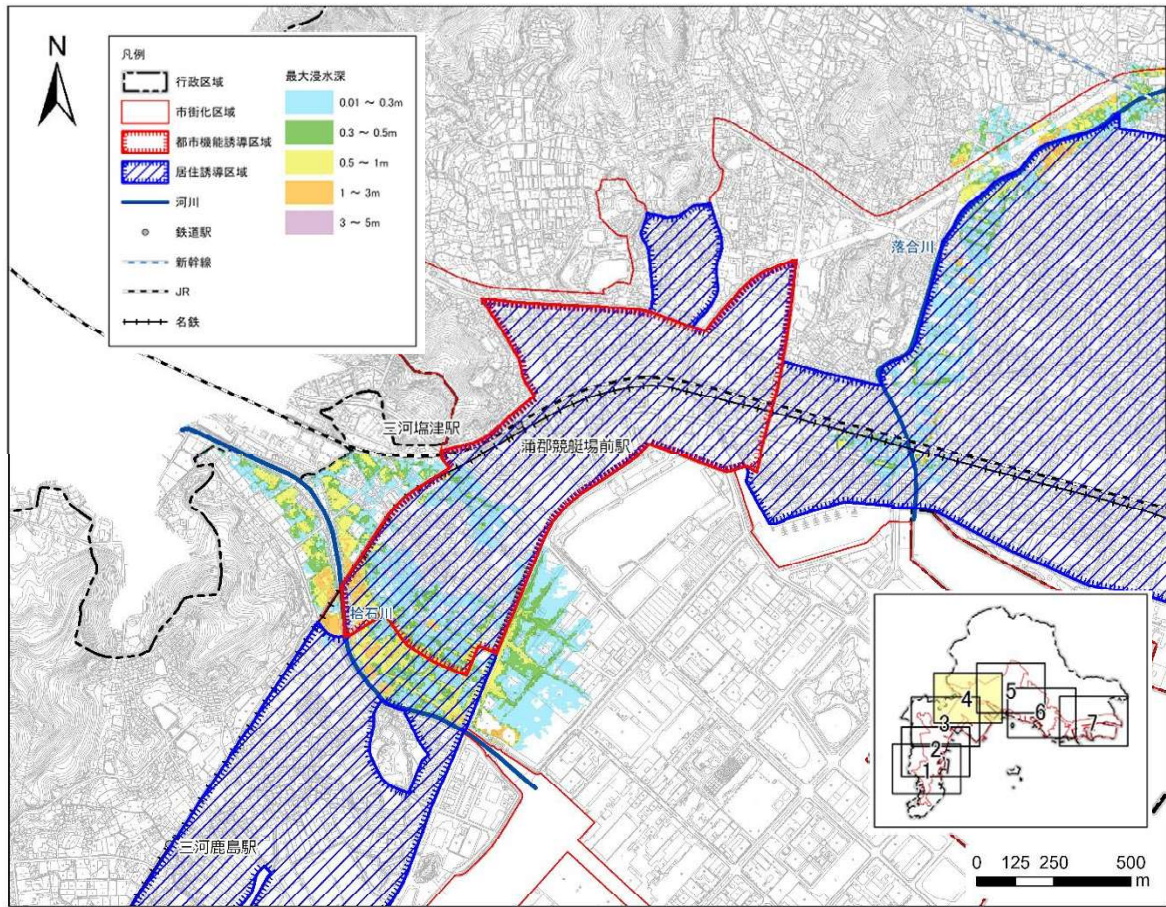 N
凡例
行政区域
市街化区域
都市機能誘導区域
居住誘導区域
河川
鉄道駅
新幹線
JR
名鉄
最大浸水深
0.01 ～ 0.3m
0.3 ～ 0.5m
0.5 ～ 1m
1 ～ 3m
3 ～ 5m
落合川
三河塩津駅
蒲郡競艇場前駅
拾石川
三河鹿島駅
4
5
3
6
7
2
1
0 125 250 500
m